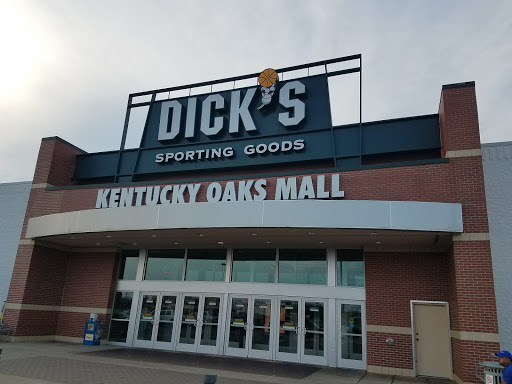 DICK'S
SPORTING GOODS
KENTUCKY OAKS MALL